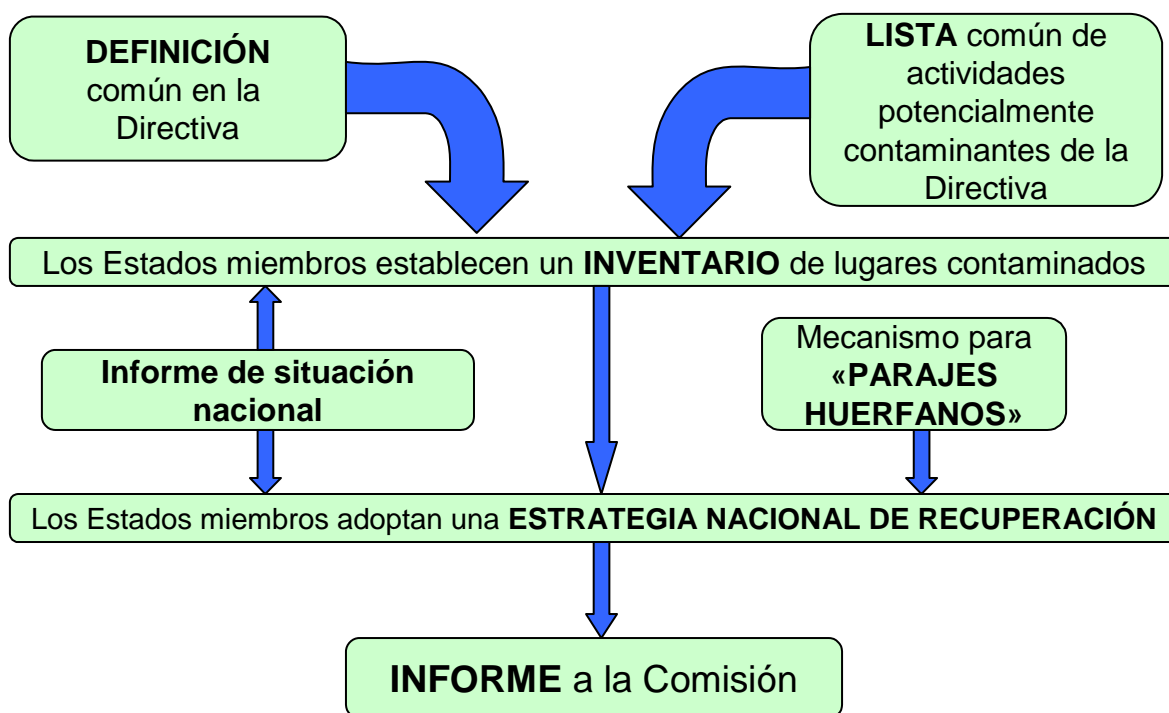 DEFINICIÓN
común en la
Directiva
LISTA común de
actividades
potencialmente
contaminantes de la
Directiva
Los Estados miembros establecen un INVENTARIO de lugares contaminados
Informe de situación
nacional
Mecanismo para
«PARAJES
HUERFANOS»
Los Estados miembros adoptan una ESTRATEGIA NACIONAL DE RECUPERACIÓN
INFORME a la Comisión